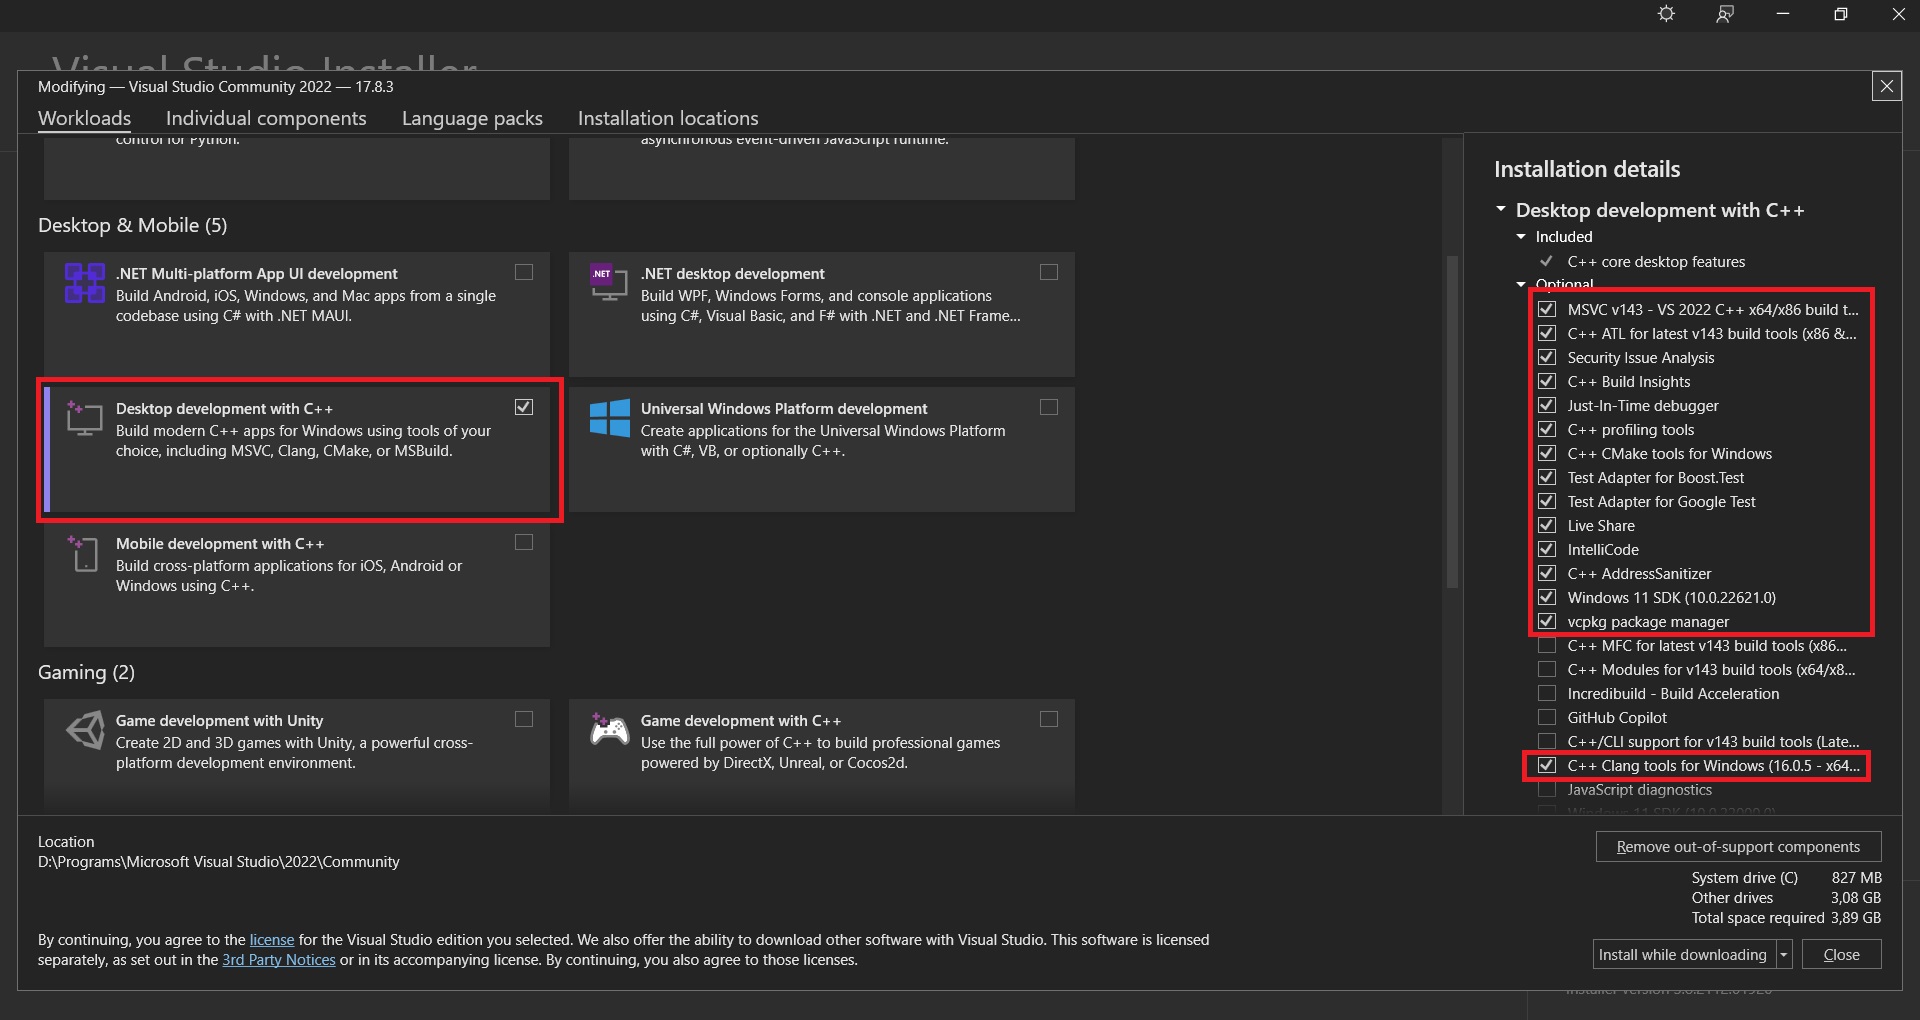 Visual Studio Installer
Modifying — Visual Studio Community 2022 — 17.8.3
Workloads
Individual components
Language packs
Installation locations
control for Python.
asynchronous event-driven JavaScript runtime.
Desktop & Mobile (5)
.NET Multi-platform App UI development
Build Android, iOS, Windows, and Mac apps from a single
codebase using C# with .NET MAUI.
.NET
.NET desktop development
Build WPF, Windows Forms, and console applications
using C#, Visual Basic, and F# with .NET and .NET Frame...
Desktop development with C++
Build modern C++ apps for Windows using tools of your
choice, including MSVC, Clang, CMake, or MSBuild.
Universal Windows Platform development
Create applications for the Universal Windows Platform
with C#, VB, or optionally C++.
Mobile development with C++
Build cross-platform applications for iOS, Android or
Windows using C++.
Gaming (2)
Game development with Unity
Create 2D and 3D games with Unity, a powerful cross-
platform development environment.
Game development with C++
Use the full power of C++ to build professional games
powered by DirectX, Unreal, or Cocos2d.
Installation details
Desktop development with C++
Included
C++ core desktop features
Optional
MSVC v143 - VS 2022 C++ x64/x86 build t...
C++ ATL for latest v143 build tools (x86 &...
Security Issue Analysis
C++ Build Insights
Just-In-Time debugger
C++ profiling tools
C++ CMake tools for Windows
Test Adapter for Boost.Test
Test Adapter for Google Test
Live Share
IntelliCode
C++ AddressSanitizer
Windows 11 SDK (10.0.22621.0)
vcpkg package manager
C++ MFC for latest v143 build tools (x86...
C++ Modules for v143 build tools (x64/x8...
Incredibuild - Build Acceleration
GitHub Copilot
C++/CLI support for v143 build tools (Late...
C++ Clang tools for Windows (16.0.5 - x64...
JavaScript diagnostics
Windows 11 SDK (10.0.22000.0)
Location
D:\Programs\Microsoft Visual Studio\2022\Community
Remove out-of-support components
System drive (C) 827 MB
Other drives 3,08 GB
Total space required 3,89 GB
By continuing, you agree to the license for the Visual Studio edition you selected. We also offer the ability to download other software with Visual Studio. This software is licensed
separately, as set out in the 3rd Party Notices or in its accompanying license. By continuing, you also agree to those licenses.
Install while downloading
Close